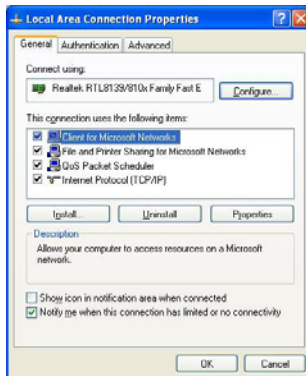 Local Area Connection Properties
General Authentication Advanced
Connect using:
Realtek RTL8139/810x Family Fast E
Configure...
This connection uses the following items:
Client for Microsoft Networks
File and Printer Sharing for Microsoft Networks
QoS Packet Scheduler
Internet Protocol (TCP/IP)
Install... Uninstall Properties
Description
Allows your computer to access resources on a Microsoft
network.
Show icon in notification area when connected
Notify me when this connection has limited or no connectivity
OK Cancel